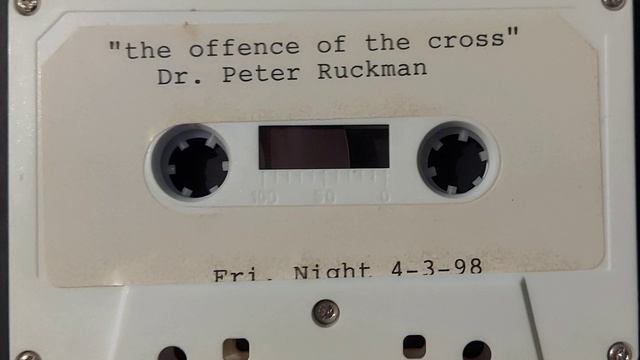 "the offence of the cross"
Dr. Peter Ruckman
100 50 0
Fri. Night 4-3-98